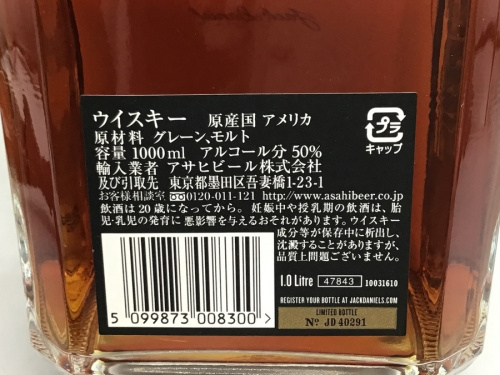 Jack Daniel
ウイスキー 原産国 アメリカ
原材料 グレーン、モルト
容量 1000ml アルコール分 50%
輸入業者 アサヒビール株式会社
及び引取先 東京都墨田区吾妻橋1-23-1
お客様相談室 0120-011-121 http://www.asahibeer.co.jp
飲酒は20歳になってから。妊娠中や授乳期の飲酒は、胎
児・乳児の発育に悪影響を与えるおそれがあります。ウイスキー
成分等が保存中に析出し、
沈澱することがありますが、
品質上問題ございません。
プラ
キャップ
5 099873 008300 >
1.0 Litre 47843 10031610
REGISTER YOUR BOTTLE AT JACKDANIELS.COM
LIMITED BOTTLE
No. JD 40291